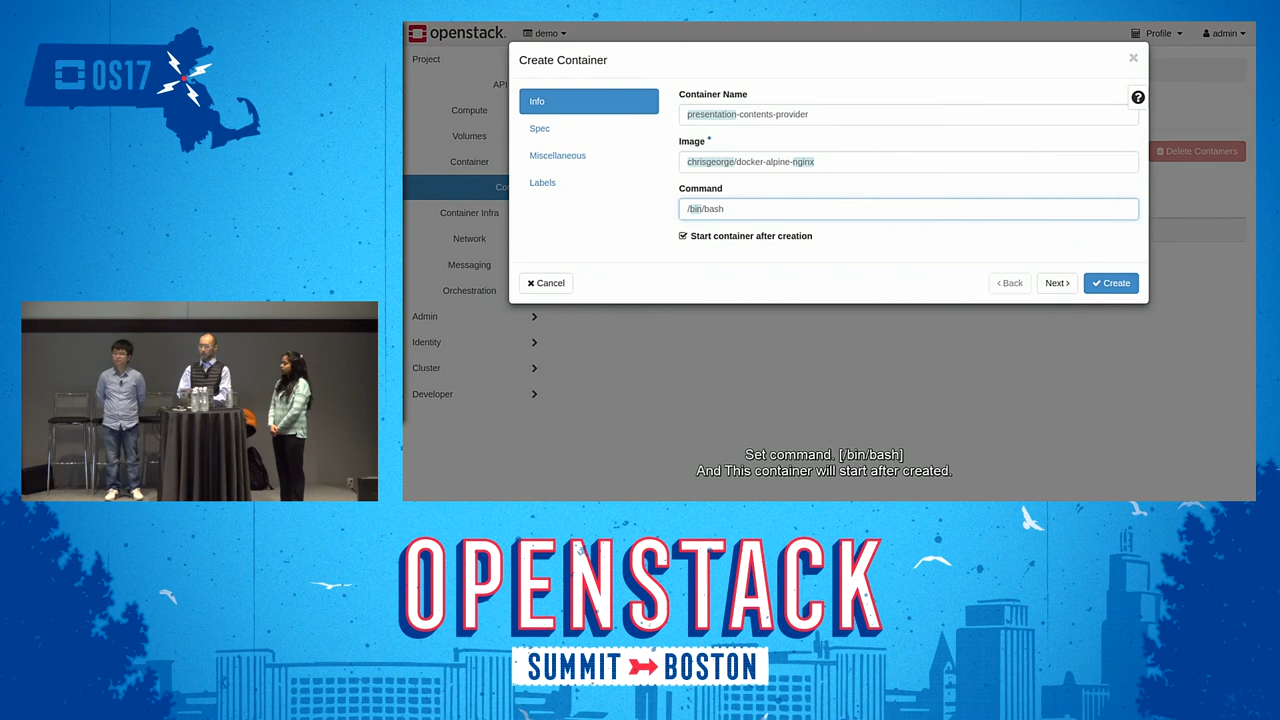 OS17
openstack.
demo
Profile
admin
Project
API
Compute
Volumes
Container
Co
Container Infra
Network
Messaging
Orchestration
Admin
Identity
Cluster
Developer
Delete Containers
Create Container
Info
Spec
Miscellaneous
Labels
Container Name
presentation-contents-provider
Image *
chrisgeorge/docker-alpine-nginx
Command
/bin/bash
Start container after creation
Cancel
Back
Next
Create
Set command. [/bin/bash]
And This container will start after created.
OPENSTACK
SUMMIT BOSTON